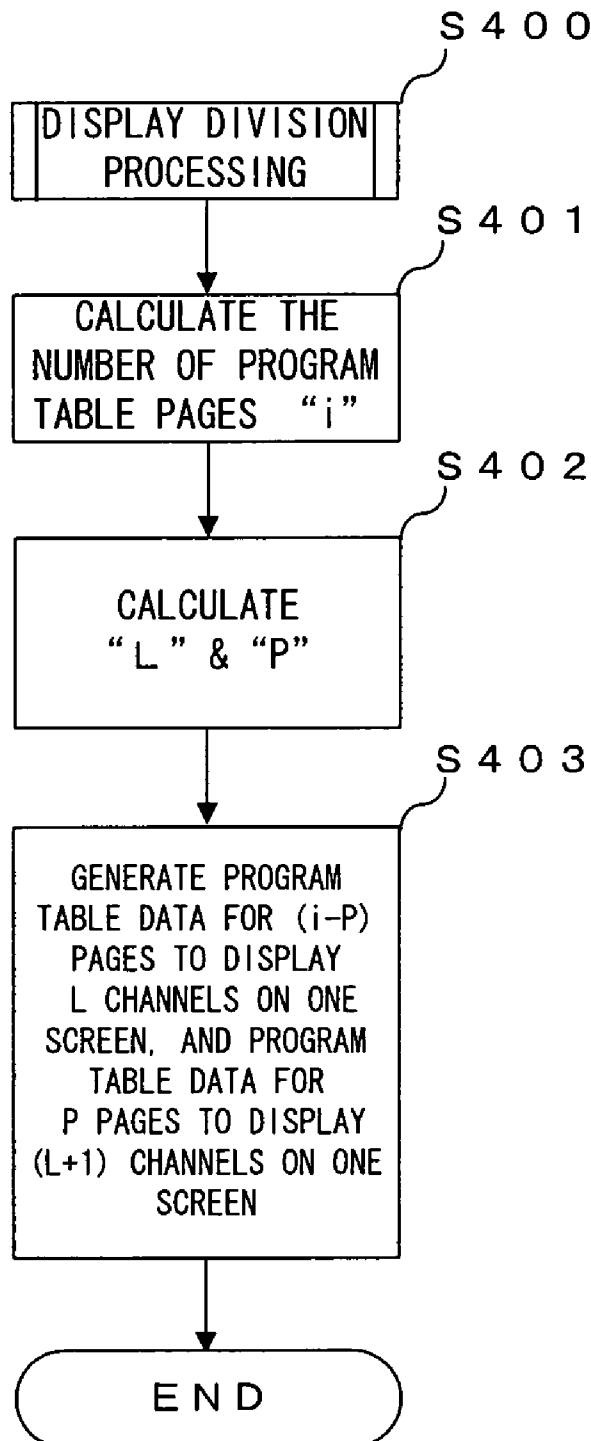 S400
DISPLAY DIVISION
PROCESSING
S401
CALCULATE THE
NUMBER OF PROGRAM
TABLE PAGES “i”
S402
CALCULATE
“L” & “P”
S403
GENERATE PROGRAM
TABLE DATA FOR (i-P)
PAGES TO DISPLAY
L CHANNELS ON ONE
SCREEN, AND PROGRAM
TABLE DATA FOR
P PAGES TO DISPLAY
(L+1) CHANNELS ON ONE
SCREEN
END